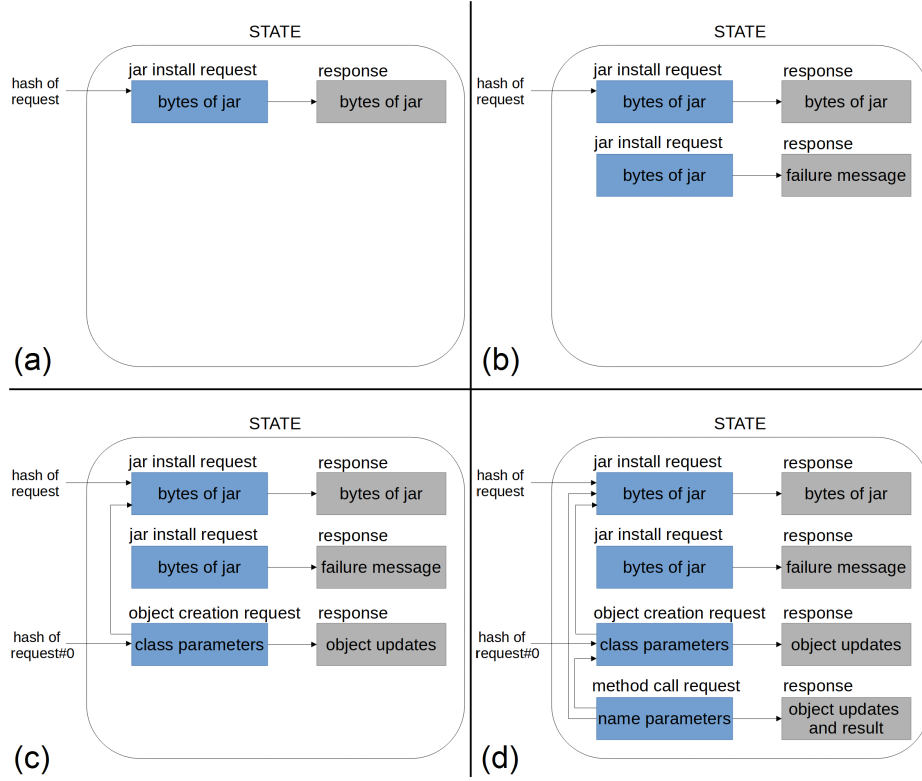 STATE
jar install request
response
hash of
request
bytes of jar
bytes of jar
(a)
STATE
jar install request
response
hash of
request
bytes of jar
bytes of jar
jar install request
response
bytes of jar
failure message
(b)
STATE
jar install request
response
hash of
request
bytes of jar
bytes of jar
jar install request
response
bytes of jar
failure message
object creation request
response
hash of
request#0
class parameters
object updates
(c)
STATE
jar install request
response
hash of
request
bytes of jar
bytes of jar
jar install request
response
bytes of jar
failure message
object creation request
response
hash of
request#0
class parameters
object updates
method call request
response
name parameters
object updates
and result
(d)